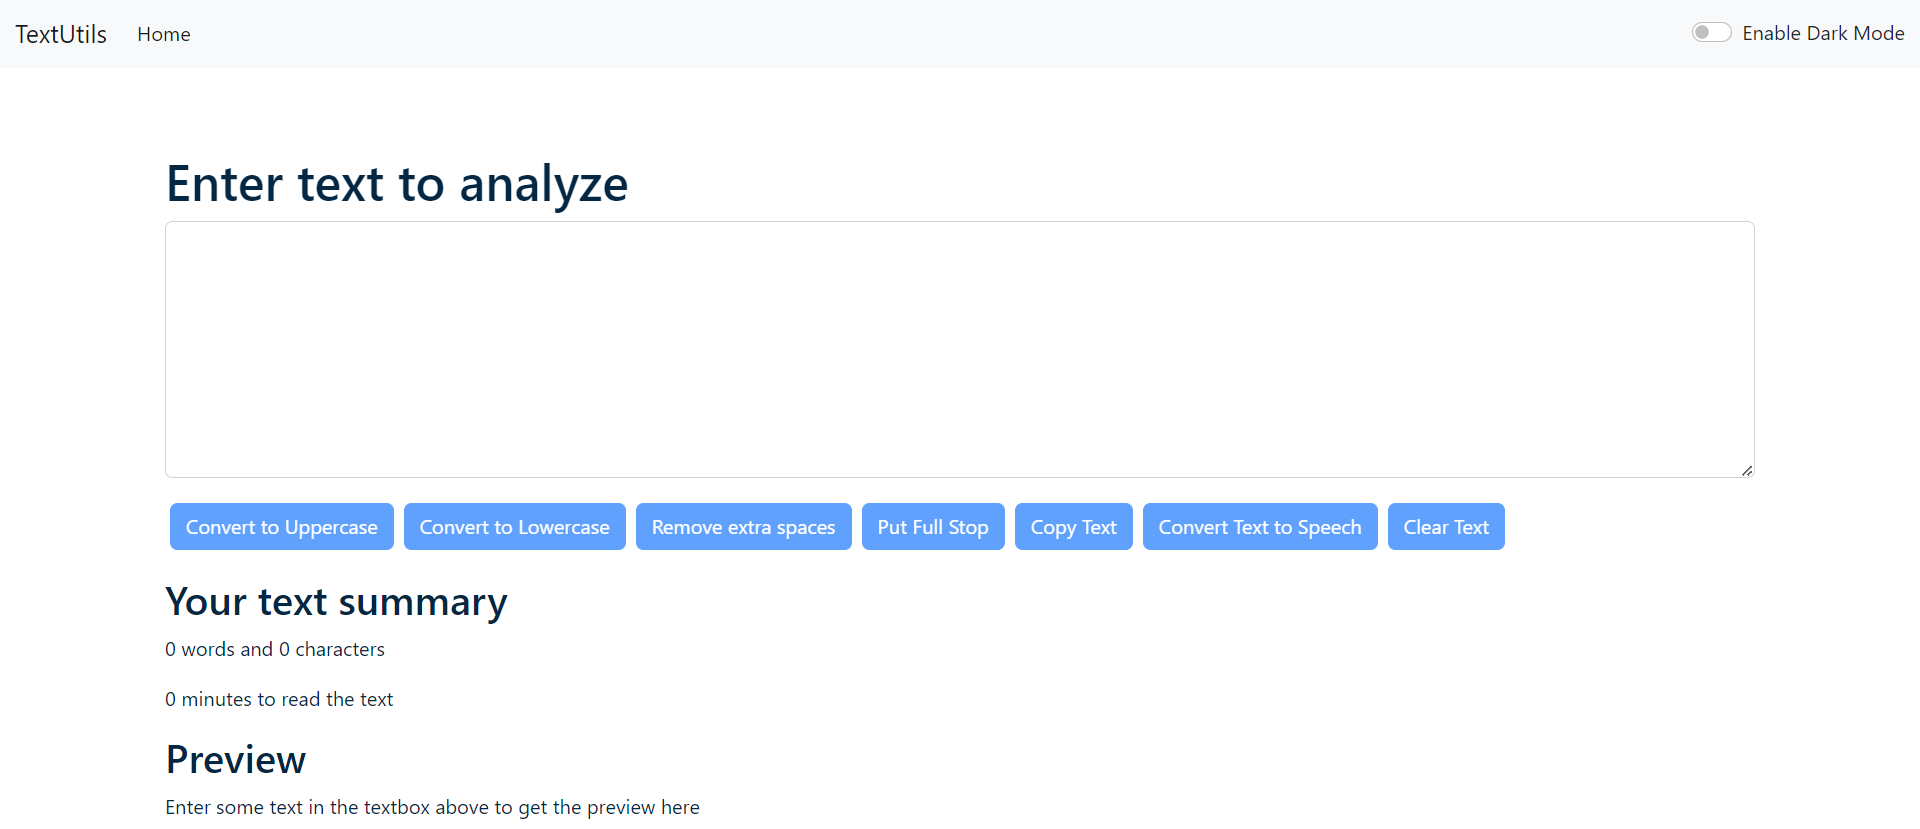 TextUtils Home Enable Dark Mode
Enter text to analyze
Convert to Uppercase Convert to Lowercase Remove extra spaces Put Full Stop Copy Text Convert Text to Speech Clear Text
Your text summary
0 words and 0 characters
0 minutes to read the text
Preview
Enter some text in the textbox above to get the preview here